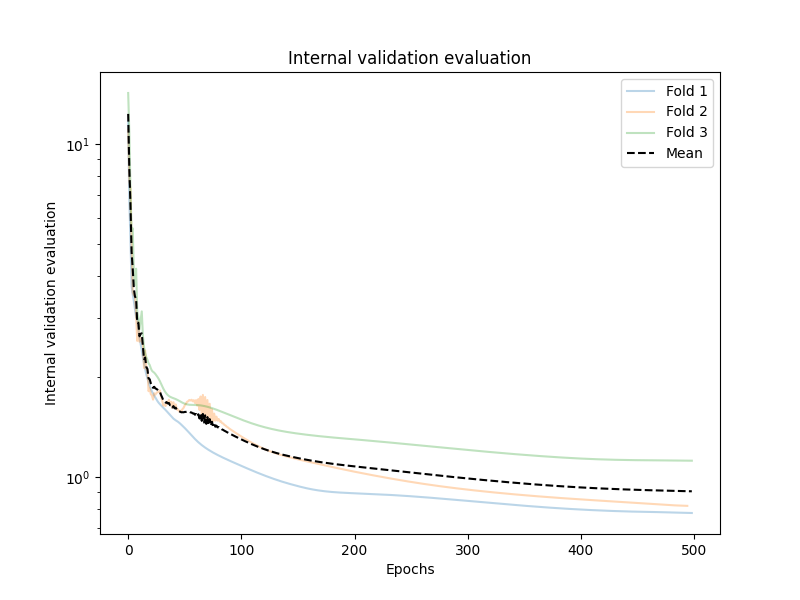 Internal validation evaluation
Fold 1
Fold 2
Fold 3
Mean
Internal validation evaluation
10¹
10⁰
0 100 200 300 400 500
Epochs